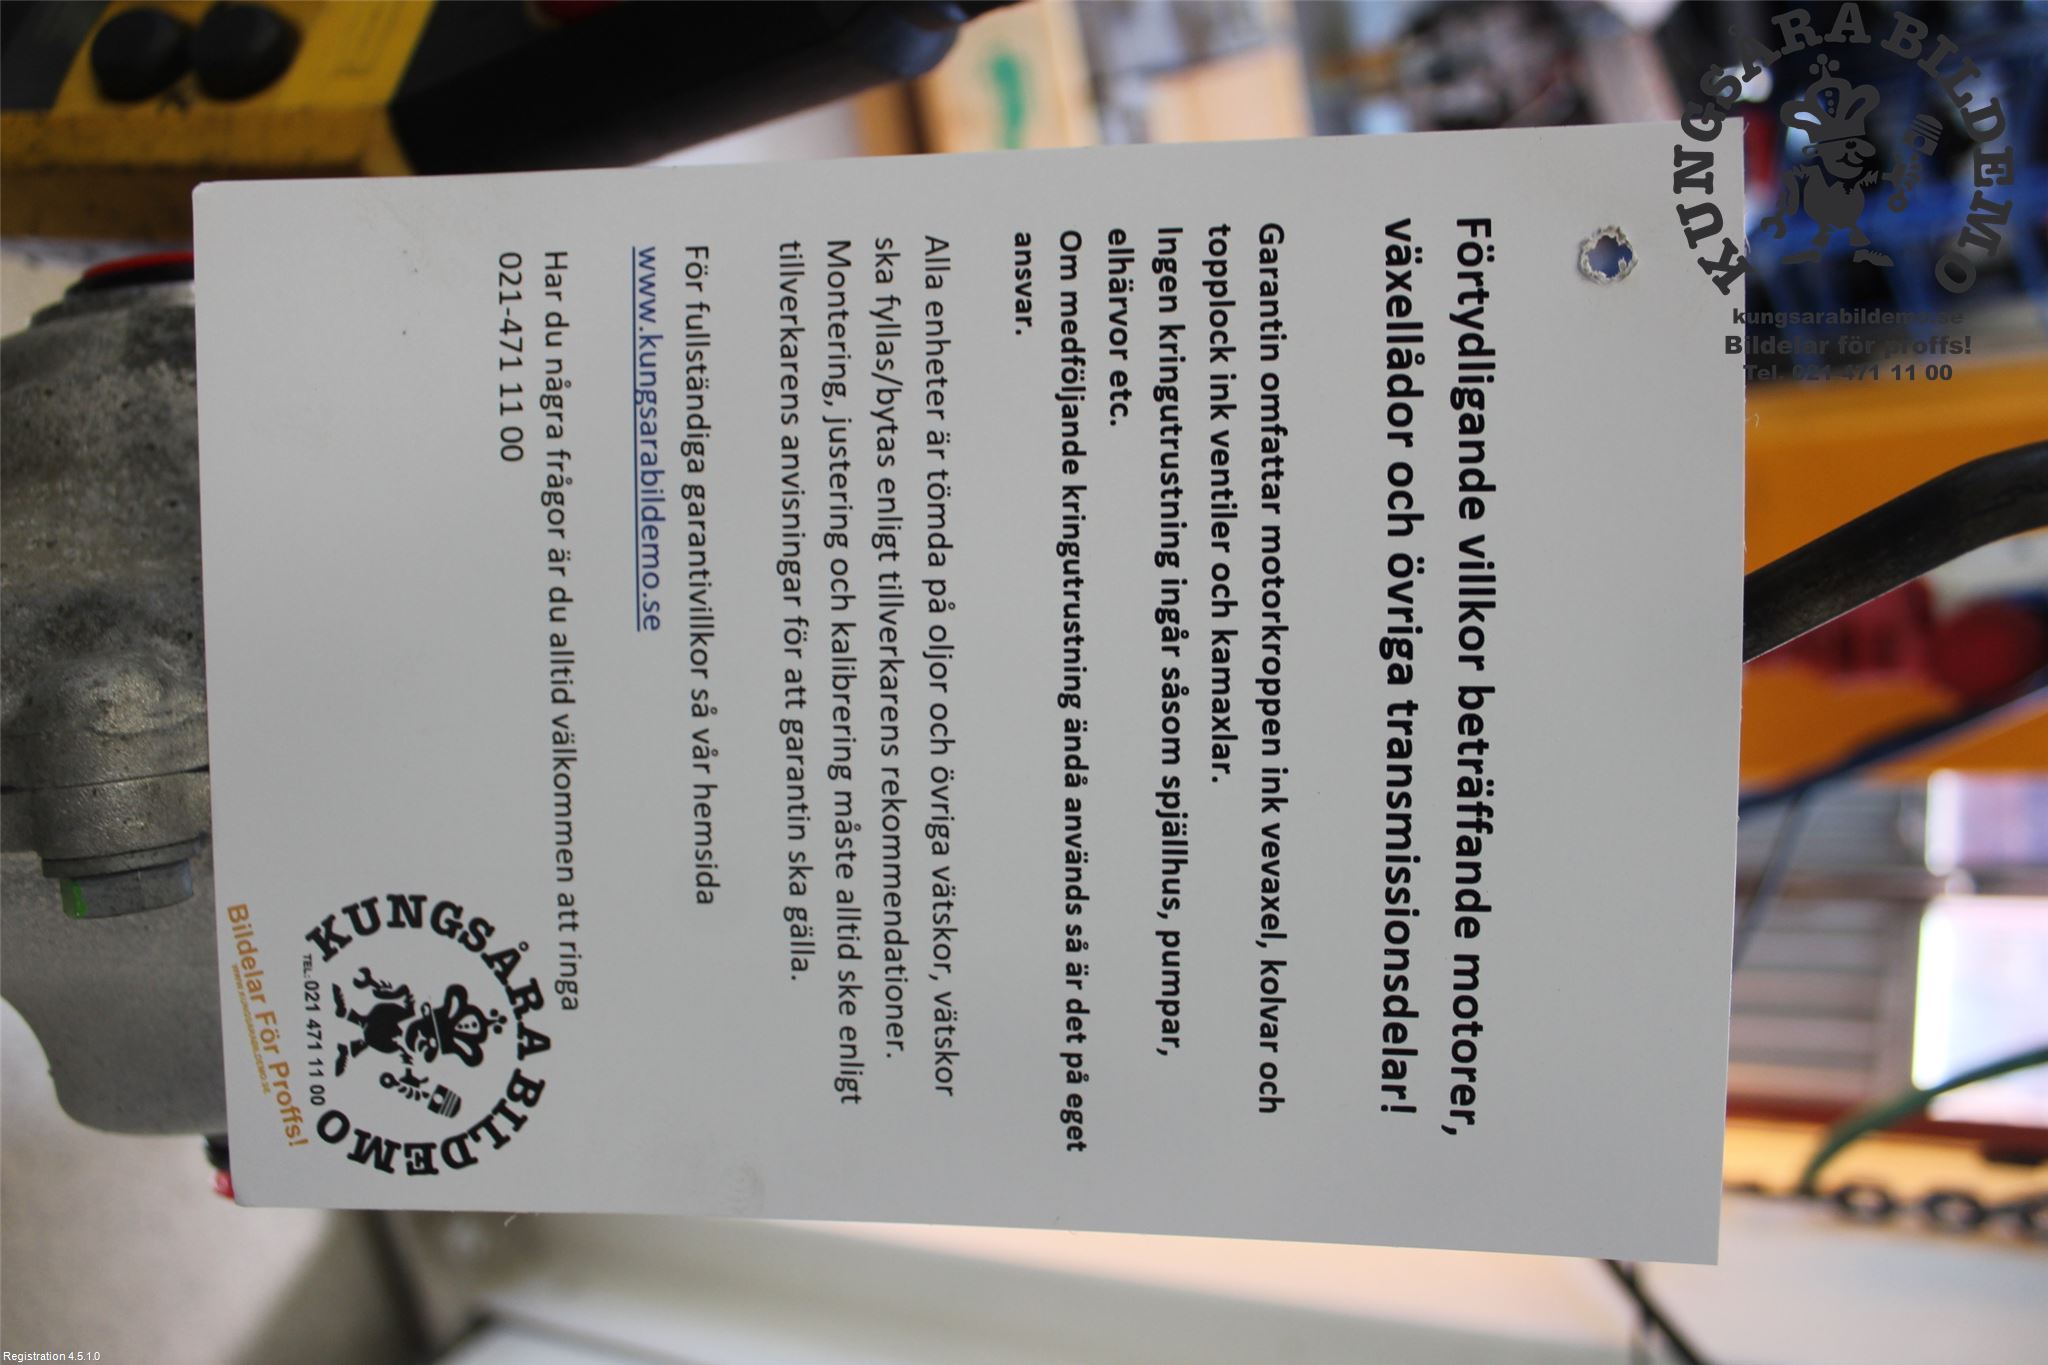 Förtydligande villkor beträffande motorer,
växellådor och övriga transmissionsdelar!
Garantin omfattar motorkroppen ink vevaxel, kolvar och
topplock ink ventiler och kamaxlar.
Ingen kringutrustning ingår såsom spjällhus, pumpar,
elhärvor etc.
Om medföljande kringutrustning ändå används så är det på eget
ansvar.
Alla enheter är tömda på oljor och övriga vätskor, vätskor
ska fyllas/bytas enligt tillverkarens rekommendationer.
Montering, justering och kalibrering måste alltid ske enligt
tillverkarens anvisningar för att garantin ska gälla.
För fullständiga garantivillkor så vår hemsida
www.kungsarabildemo.se
Har du några frågor är du alltid välkommen att ringa
021-471 11 00
KUNGSÅRA BILDEMO
TEL: 021 471 11 00
Bildelar För Proffs!
WWW.KUNGSARABILDEMO.SE
KUNGSÅRA BILDEMO
kungsarabildemo.se
Bildelar för proffs!
Tel. 021-471 11 00
Registration 4.5.1.0